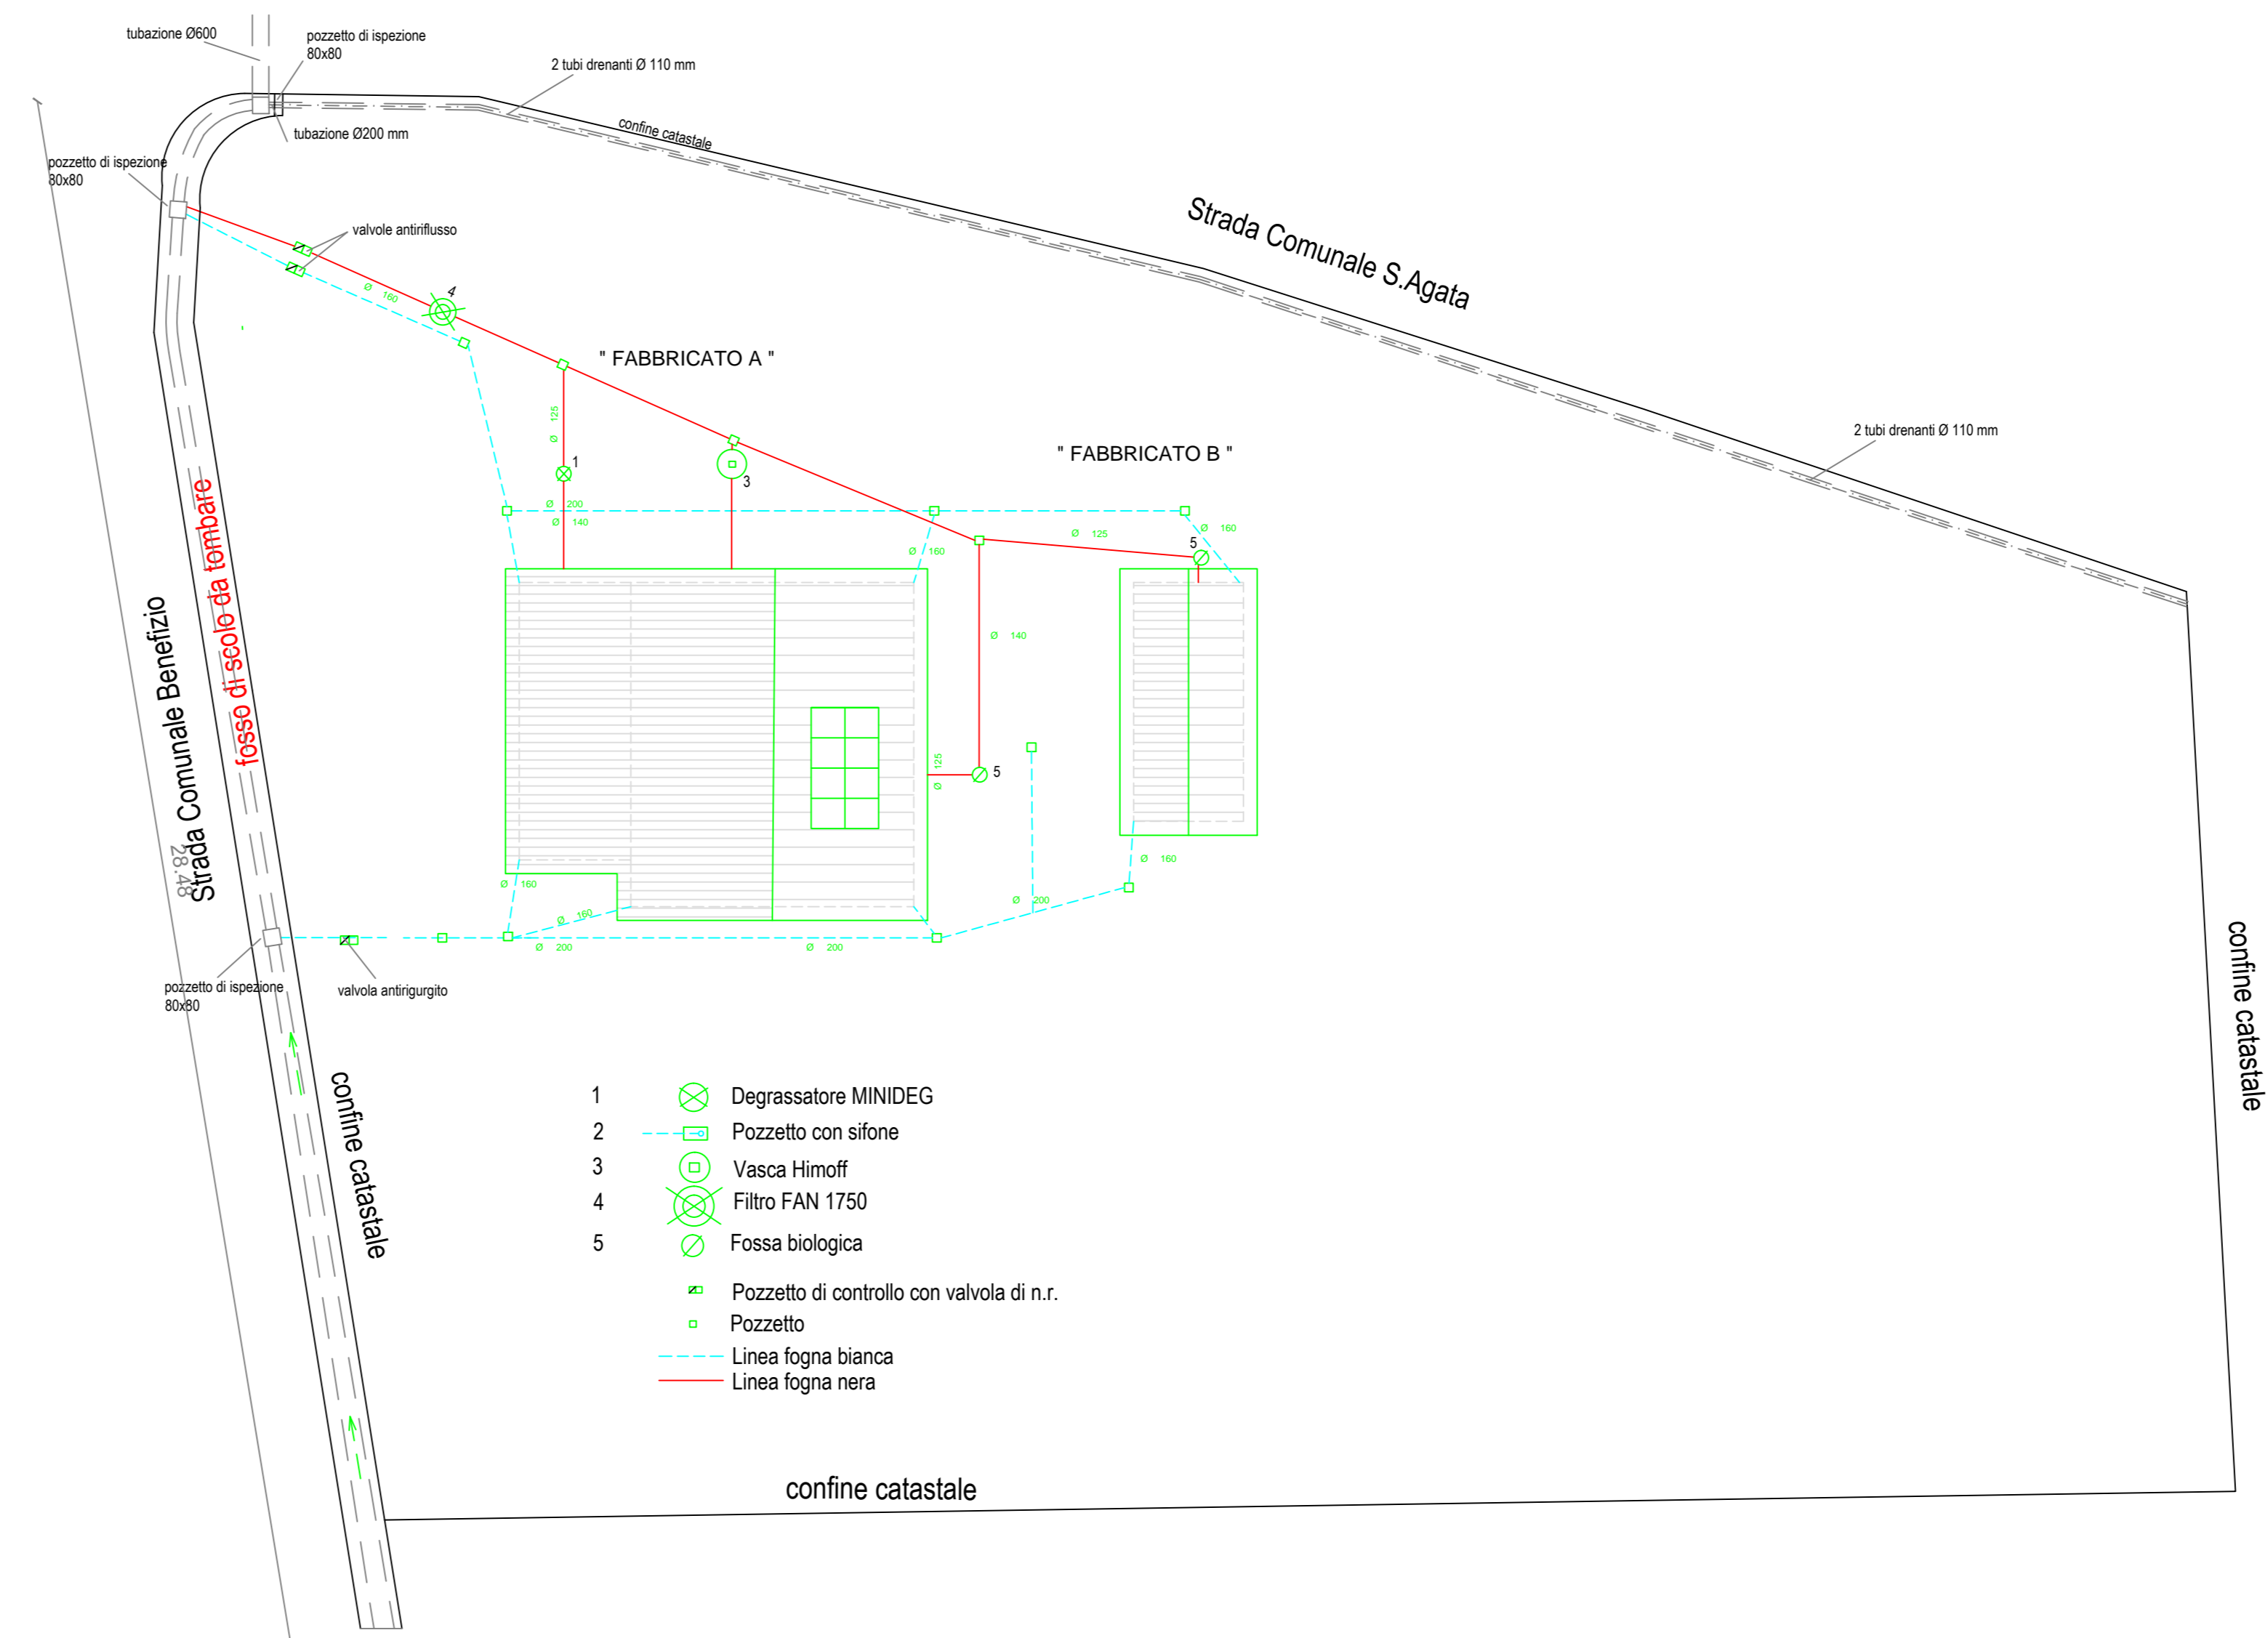 tubazione Ø600
pozzetto di ispezione
80x80
2 tubi drenanti Ø 110 mm
tubazione Ø200 mm
confine catastale
pozzetto di ispezione
80x80
valvole antiriflusso
Strada Comunale S.Agata
Ø 160
4
" FABBRICATO A "
" FABBRICATO B "
2 tubi drenanti Ø 110 mm
Ø 125
1
3
Ø 200
Ø 140
Ø 160
Ø 125
Ø 160
5
Ø 140
fosso di scolo da tombare
Strada Comunale Benefizio
28.48
Ø 125
5
Ø 160
Ø 160
Ø 160
Ø 200
Ø 200
Ø 200
pozzetto di ispezione
80x80
valvola antirigurgito
confine catastale
confine catastale
1 Degrassatore MINIDEG
2 Pozzetto con sifone
3 Vasca Himoff
4 Filtro FAN 1750
5 Fossa biologica
Pozzetto di controllo con valvola di n.r.
Pozzetto
Linea fogna bianca
Linea fogna nera
confine catastale